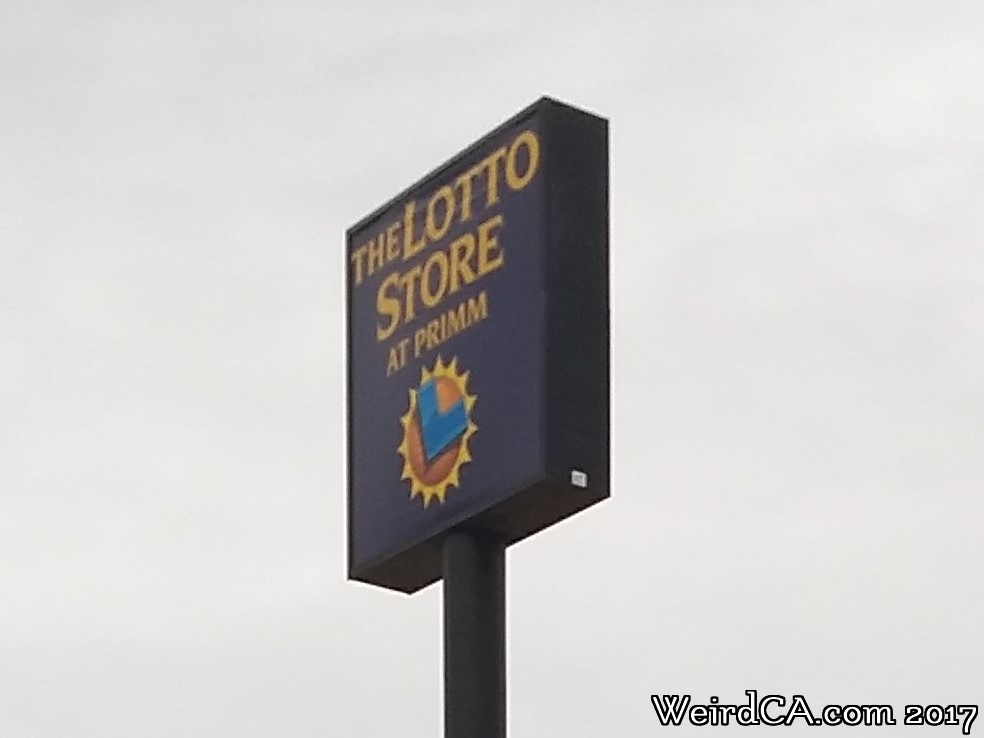 THE LOTTO
STORE
AT PRIMM
WeirdCA.com 2017